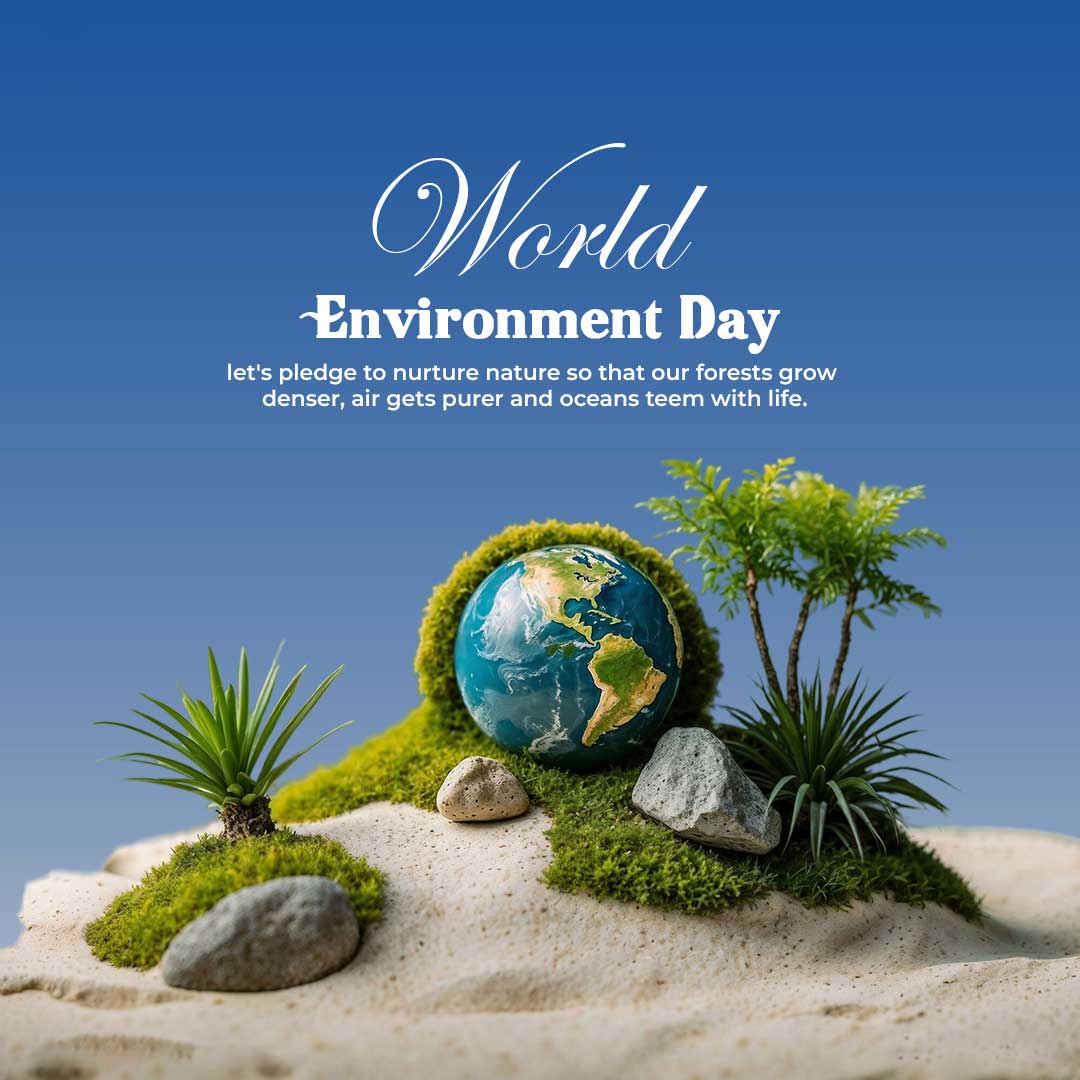 World
Environment Day
let's pledge to nurture nature so that our forests grow
denser, air gets purer and oceans teem with life.